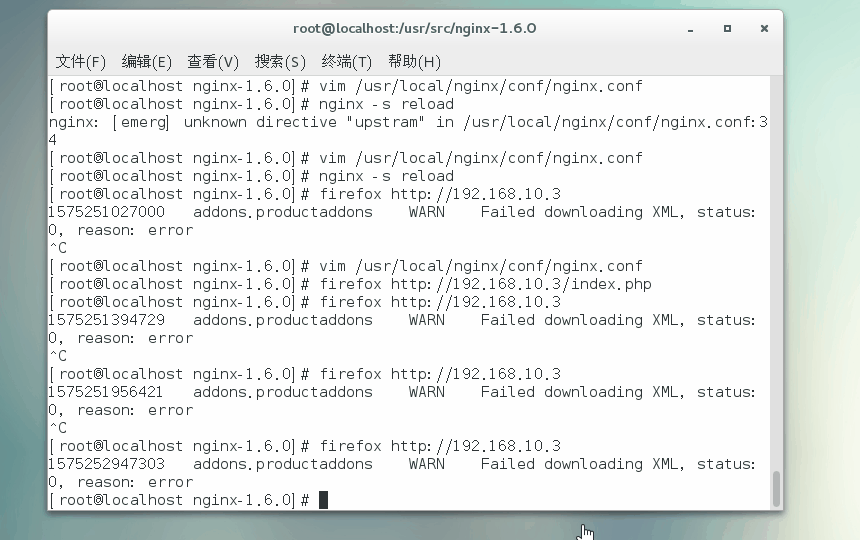 root@localhost:/usr/src/nginx-1.6.0
文件(F) 编辑(E) 查看(V) 搜索(S) 终端(T) 帮助(H)
[root@localhost nginx-1.6.0]# vim /usr/local/nginx/conf/nginx.conf
[root@localhost nginx-1.6.0]# nginx -s reload
nginx: [emerg] unknown directive "upstram" in /usr/local/nginx/conf/nginx.conf:3
4
[root@localhost nginx-1.6.0]# vim /usr/local/nginx/conf/nginx.conf
[root@localhost nginx-1.6.0]# nginx -s reload
[root@localhost nginx-1.6.0]# firefox http://192.168.10.3
1575251027000   addons.productaddons    WARN    Failed downloading XML, status:
0, reason: error
^C
[root@localhost nginx-1.6.0]# vim /usr/local/nginx/conf/nginx.conf
[root@localhost nginx-1.6.0]# firefox http://192.168.10.3/index.php
[root@localhost nginx-1.6.0]# firefox http://192.168.10.3
1575251394729   addons.productaddons    WARN    Failed downloading XML, status:
0, reason: error
^C
[root@localhost nginx-1.6.0]# firefox http://192.168.10.3
1575251956421   addons.productaddons    WARN    Failed downloading XML, status:
0, reason: error
^C
[root@localhost nginx-1.6.0]# firefox http://192.168.10.3
1575252947303   addons.productaddons    WARN    Failed downloading XML, status:
0, reason: error
[root@localhost nginx-1.6.0]#